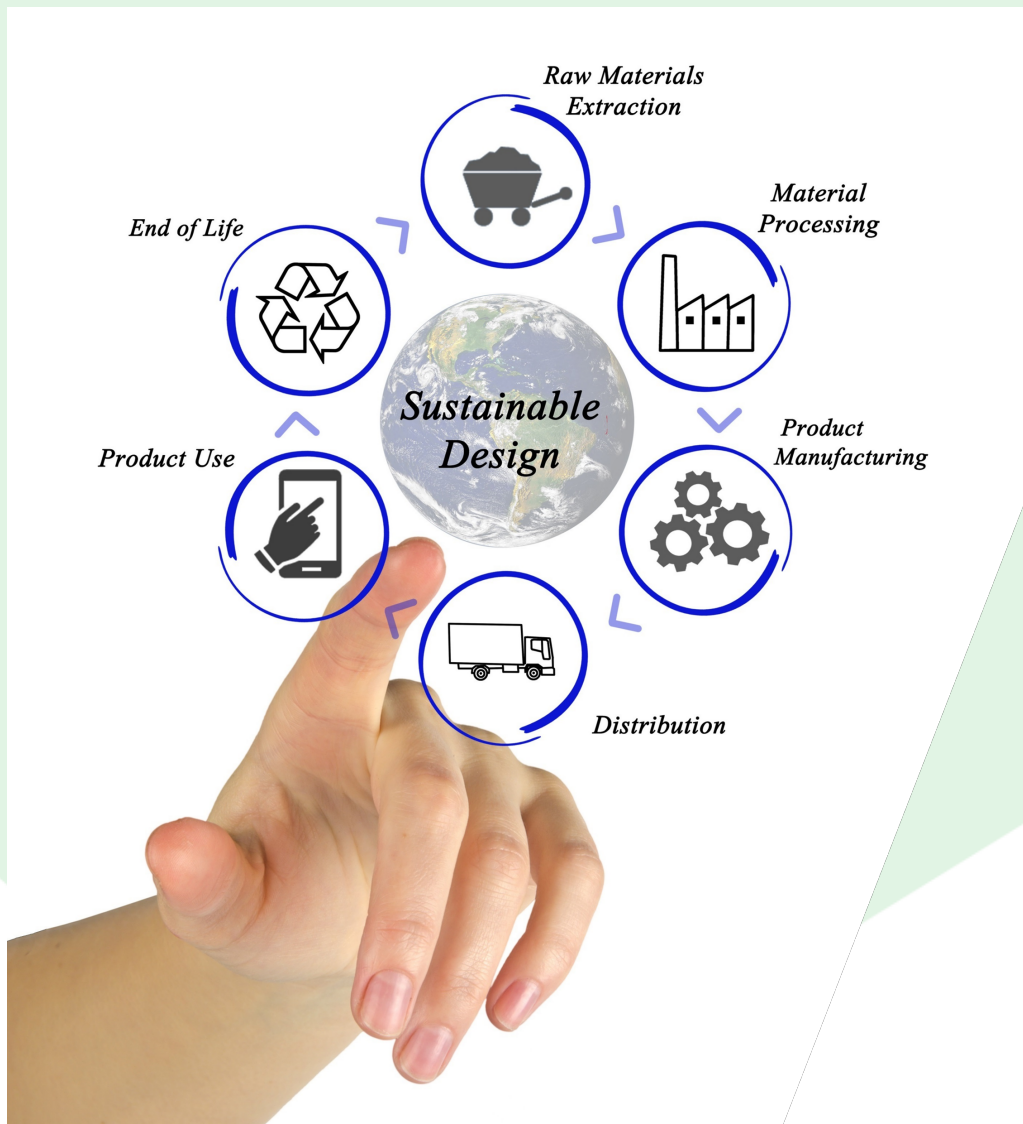 Raw Materials
Extraction
Material
Processing
End of Life
Sustainable
Design
Product
Manufacturing
Product Use
Distribution